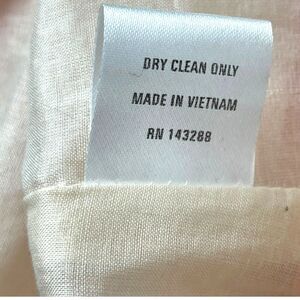 DRY CLEAN ONLY
MADE IN VIETNAM
RN 143288